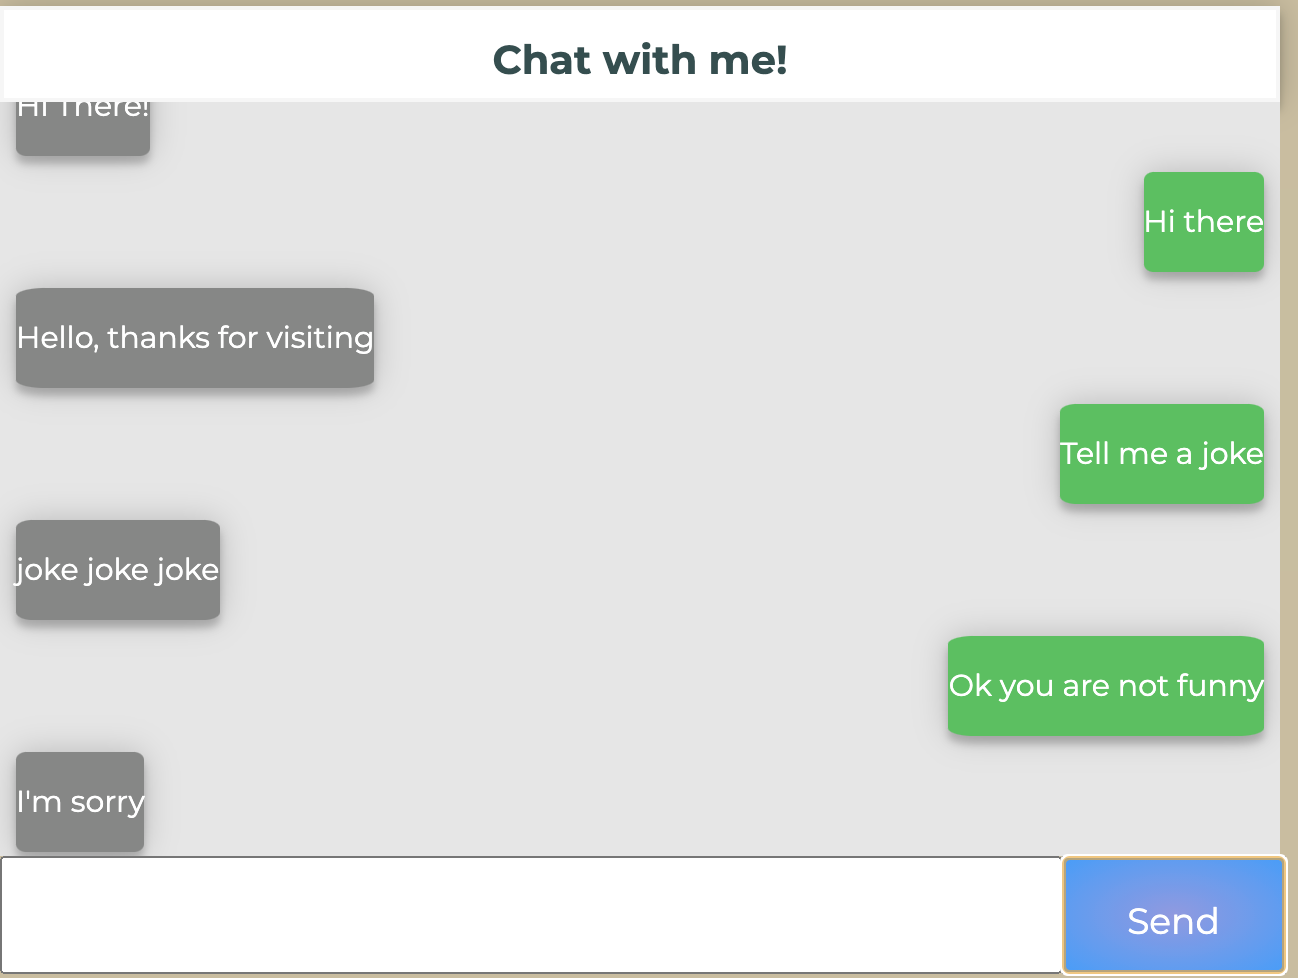 Chat with me!
Hi There!
Hi there
Hello, thanks for visiting
Tell me a joke
joke joke joke
Ok you are not funny
I'm sorry
Send